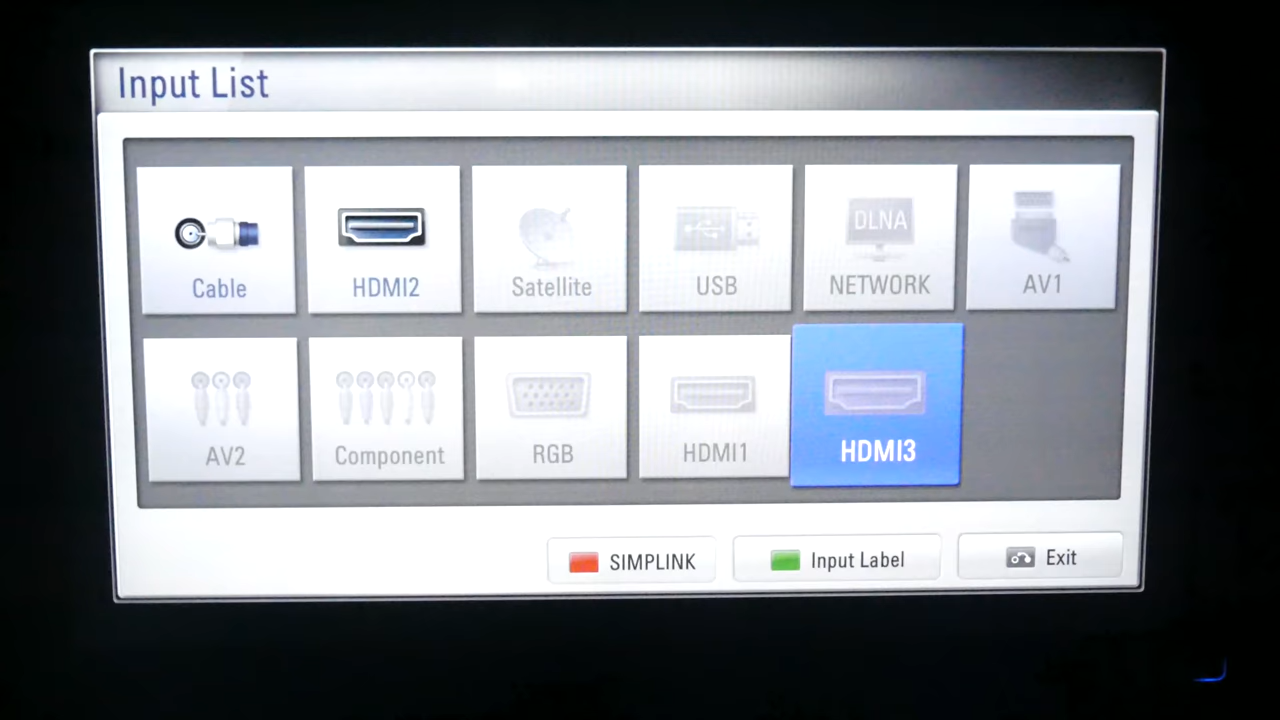 Input List
Cable
HDMI2
Satellite
USB
DLNA
NETWORK
AV1
AV2
Component
RGB
HDMI1
HDMI3
SIMPLINK
Input Label
Exit